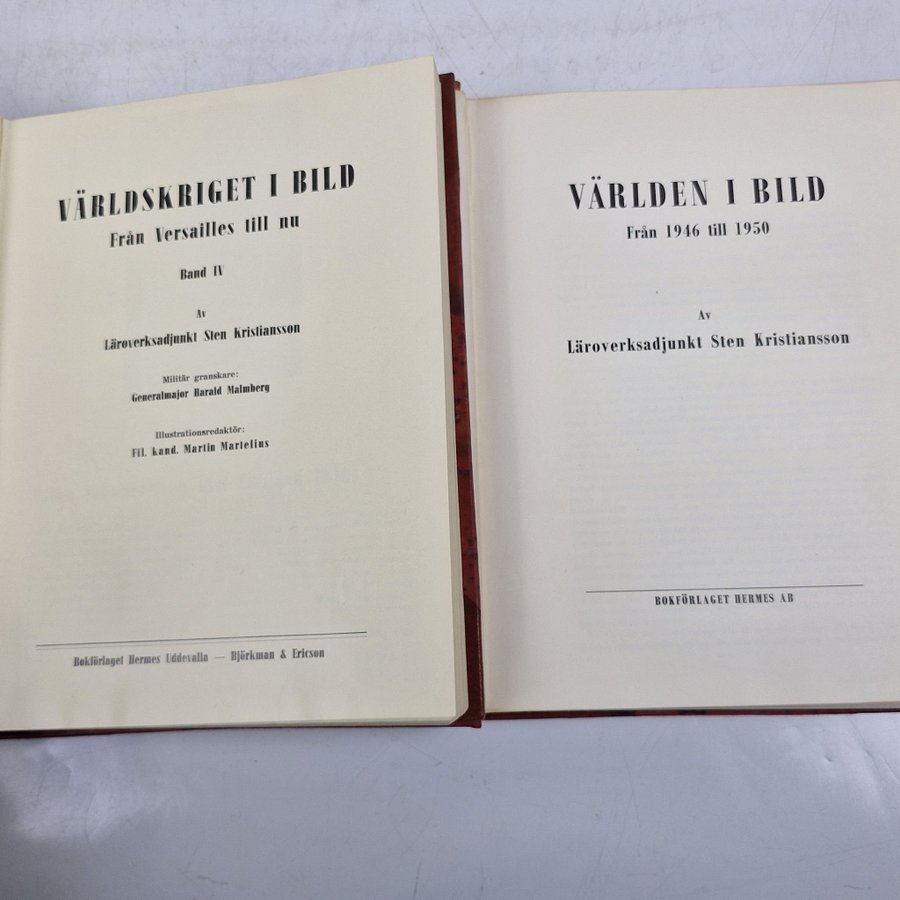 VÄRLDSKRIGET I BILD
Från Versailles till nu
Band IV
Av
Läroverksadjunkt Sten Kristiansson
Militär granskare:
Generalmajor Harald Malmberg
Illustrationsredaktör:
Fil. kand. Martin Martelius
Bokförlaget Hermes Uddevalla — Björkman & Ericson
VÄRLDEN I BILD
Från 1946 till 1950
Av
Läroverksadjunkt Sten Kristiansson
BOKFÖRLAGET HERMES AB